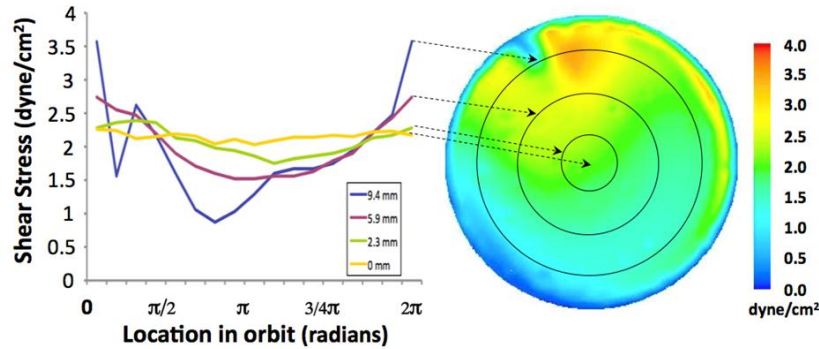 Shear Stress (dyne/cm²)
4
3.5
3
2.5
2
1.5
1
0.5
0
9.4 mm
5.9 mm
2.3 mm
0 mm
0 π/2 π 3/4π 2π
Location in orbit (radians)
4.0
3.5
3.0
2.5
2.0
1.5
1.0
0.5
0.0
dyne/cm²